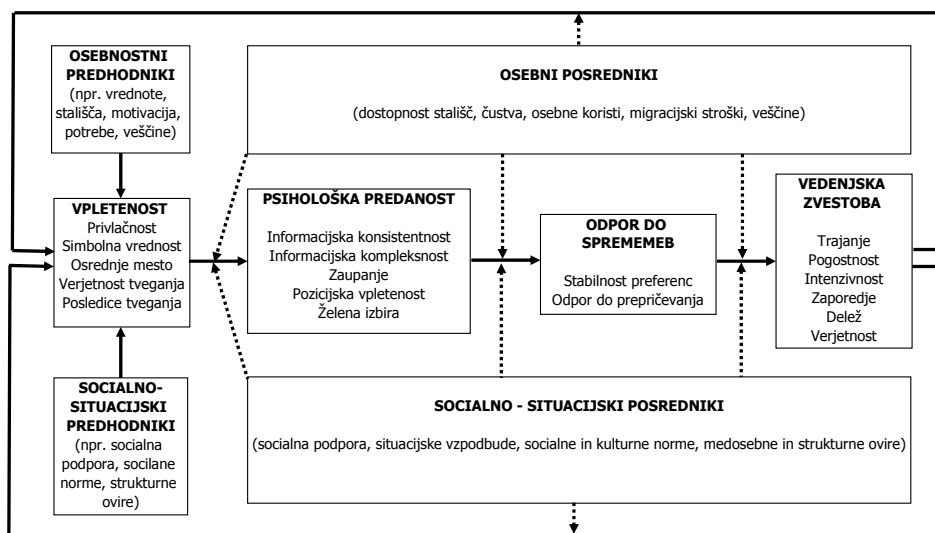 OSEBNOSTNI
PREDHODNIKI
(npr. vrednote,
stališča, motivacija,
potrebe, veščine)
OSEBNI POSREDNIKI
(dostopnost stališč, čustva, osebne koristi, migracijski stroški, veščine)
VPLETENOST
Privlačnost
Simbolna vrednost
Osrednje mesto
Verjetnost tveganja
Posledice tveganja
PSIHOLOŠKA PREDANOST
Informacijska konsistentnost
Informacijska kompleksnost
Zaupanje
Pozicijska vpletenost
Želena izbira
ODPOR DO
SPREMEMEB
Stabilnost preferenc
Odpor do prepričevanja
VEDENJSKA
ZVESTOBA
Trajanje
Pogostnost
Intenzivnost
Zaporedje
Delež
Verjetnost
SOCIALNO-
SITUACIJSKI
PREDHODNIKI
(npr. socialna
podpora, socilane
norme, strukturne
ovire)
SOCIALNO - SITUACIJSKI POSREDNIKI
(socialna podpora, situacijske vzpodbude, socialne in kulturne norme, medosebne in strukturne ovire)